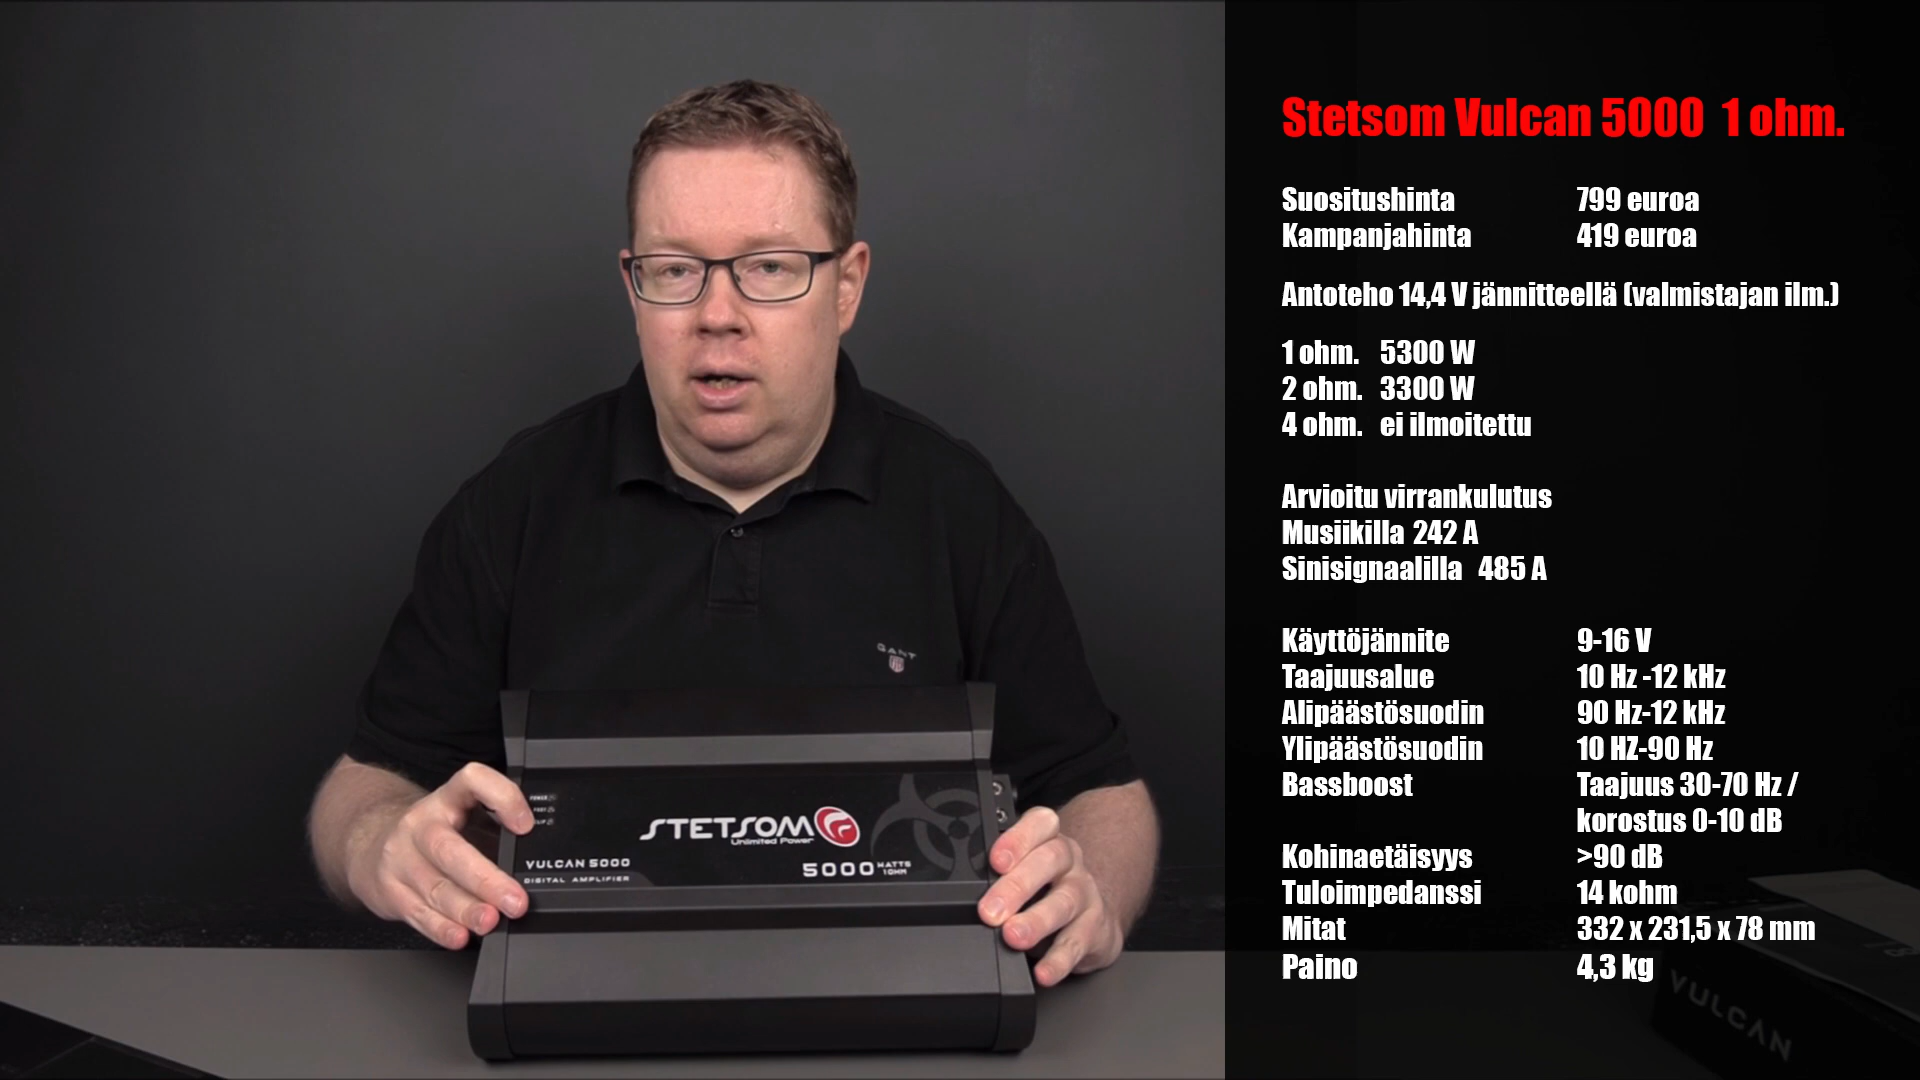 Stetsom Vulcan 5000 1 ohm.
Suositushinta 799 euroa
Kampanjahinta 419 euroa
Antoteho 14,4 V jännitteellä (valmistajan ilm.)
1 ohm. 5300 W
2 ohm. 3300 W
4 ohm. ei ilmoitettu
Arvioitu virrankulutus
Musiikilla 242 A
Sinisignaalilla 485 A
Käyttöjännite 9-16 V
Taajuusalue 10 Hz -12 kHz
Alipäästösuodin 90 Hz-12 kHz
Ylipäästösuodin 10 HZ-90 Hz
Bassboost Taajuus 30-70 Hz /
korostus 0-10 dB
Kohinaetäisyys >90 dB
Tuloimpedanssi 14 kohm
Mitat 332 x 231,5 x 78 mm
Paino 4,3 kg
GANT
POWER
STETSOM
Unlimited Power
VULCAN 5000
DIGITAL AMPLIFIER
5000 WATTS
1OHM
VULCAN